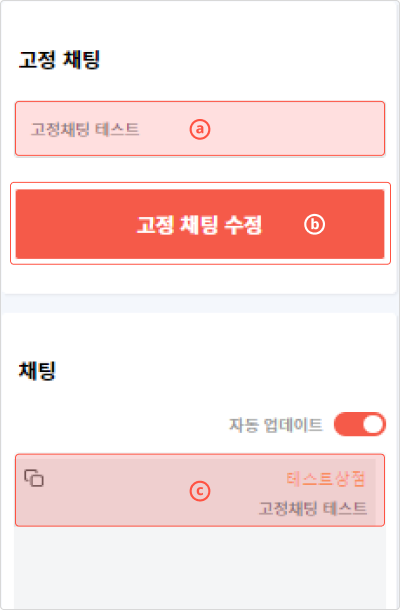 고정 채팅
고정채팅 테스트 ⓐ
고정 채팅 수정 ⓑ
채팅
자동 업데이트
테스트상점
ⓒ
고정채팅 테스트